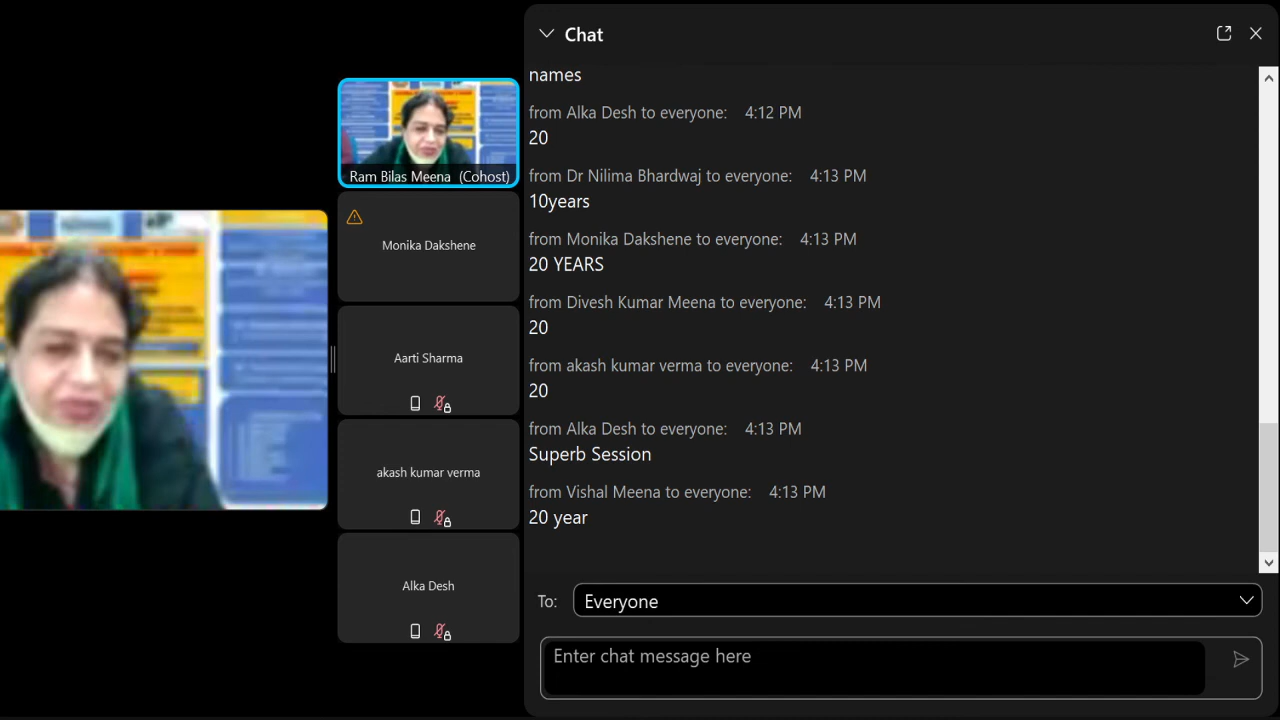 Chat
names
from Alka Desh to everyone: 4:12 PM
20
from Dr Nilima Bhardwaj to everyone: 4:13 PM
10years
from Monika Dakshene to everyone: 4:13 PM
20 YEARS
from Divesh Kumar Meena to everyone: 4:13 PM
20
from akash kumar verma to everyone: 4:13 PM
20
from Alka Desh to everyone: 4:13 PM
Superb Session
from Vishal Meena to everyone: 4:13 PM
20 year
To: Everyone
Enter chat message here
Ram Bilas Meena (Cohost)
Monika Dakshene
Aarti Sharma
akash kumar verma
Alka Desh